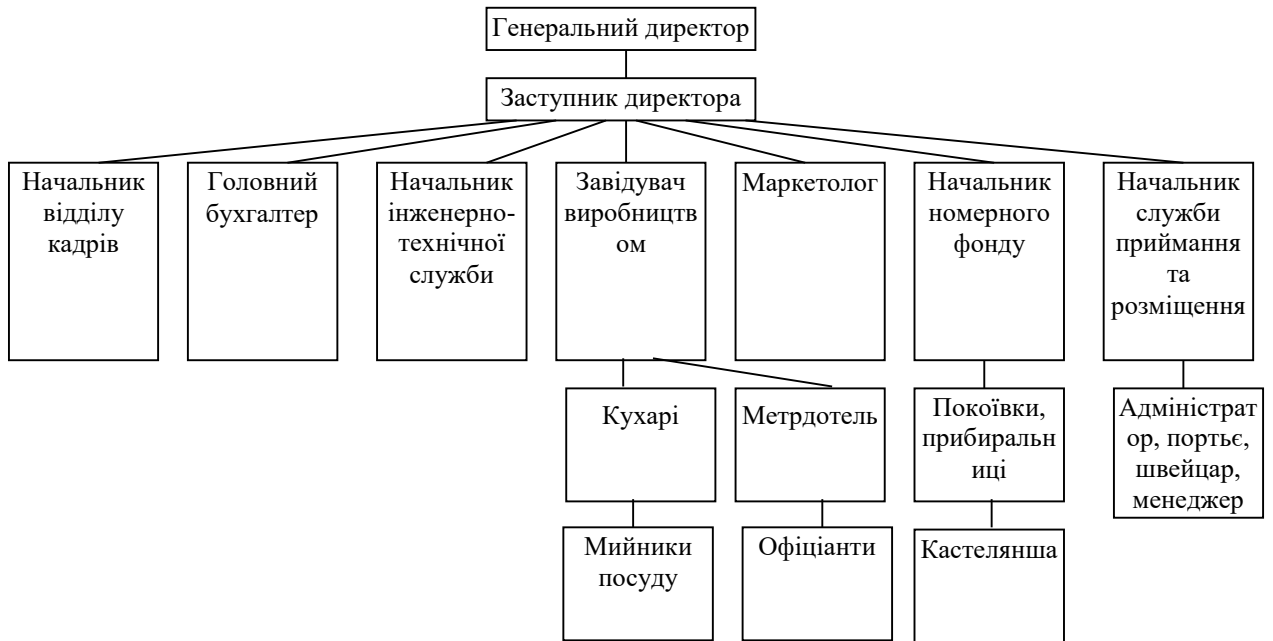 Генеральний директор
Заступник директора
Начальник
відділу
кадрів
Головний
бухгалтер
Начальник
інженерно-
технічної
служби
Завідувач
виробництв
ом
Маркетолог
Начальник
номерного
фонду
Начальник
служби
приймання
та
розміщення
Кухарі
Метрдотель
Покоївки,
прибиральн
иці
Адміністрат
ор, портьє,
швейцар,
менеджер
Мийники
посуду
Офіціанти
Кастелянша